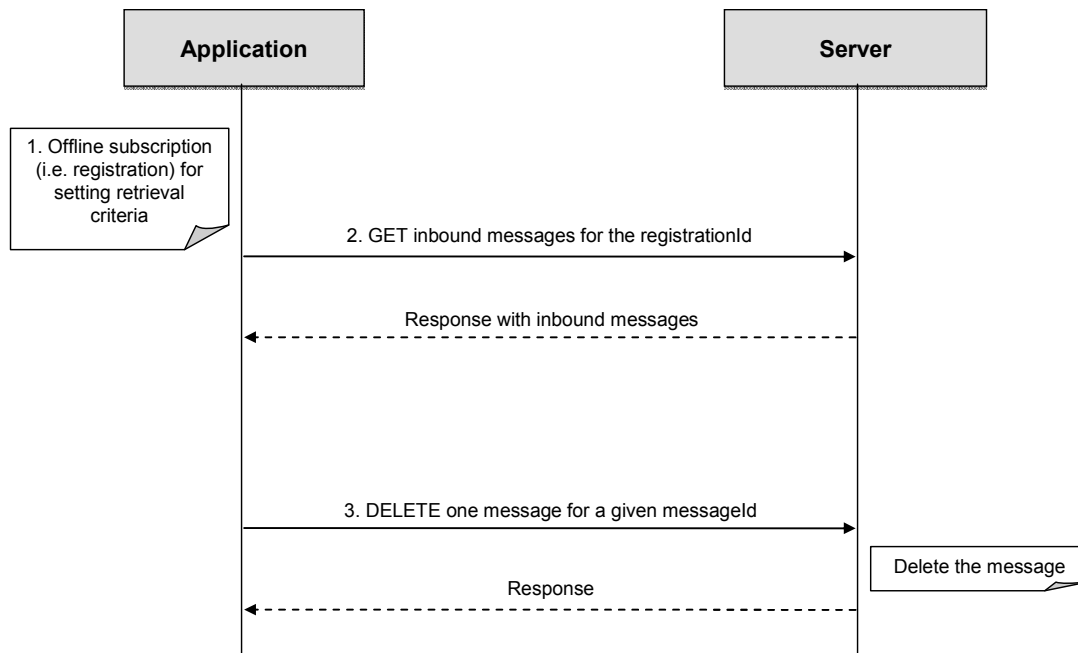 Application
Server
1. Offline subscription
(i.e. registration) for
setting retrieval
criteria
2. GET inbound messages for the registrationId
Response with inbound messages
3. DELETE one message for a given messageId
Delete the message
Response